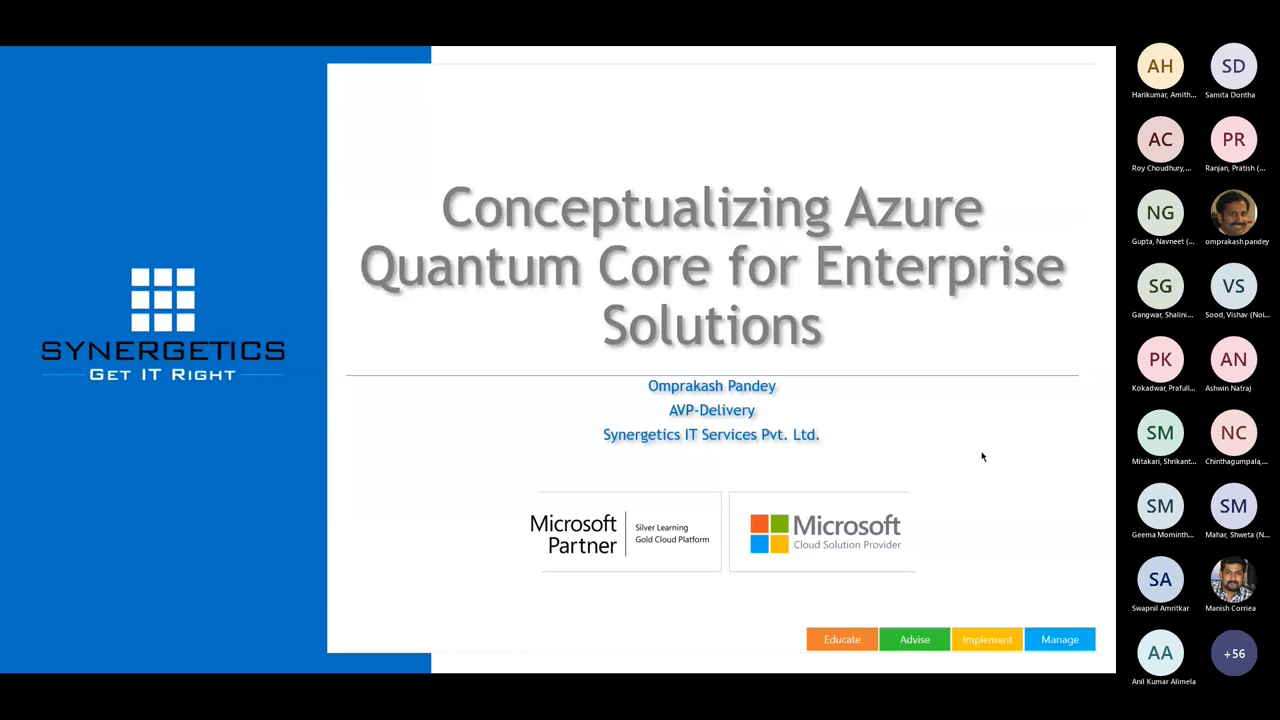 SYNERGETICS
GET IT RIGHT
Conceptualizing Azure
Quantum Core for Enterprise
Solutions
Omprakash Pandey
AVP-Delivery
Synergetics IT Services Pvt. Ltd.
Microsoft
Partner
Silver Learning
Gold Cloud Platform
Microsoft
Cloud Solution Provider
Educate
Advise
Implement
Manage
AH
Harikumar, Amith...
SD
Samita Dontha
AC
Roy Choudhury,...
PR
Ranjan, Pratish (...
NG
Gupta, Navneet (...
omprakash pandey
SG
Gangwar, Shalini...
VS
Sood, Vishav (Noi...
PK
Kokadwar, Prafull...
AN
Ashwin Natraj
SM
Mitakari, Shrikant...
NC
Chinthagumpala,...
SM
Geema Mominth...
SM
Mahar, Shweta (N...
SA
Swapnil Amritkar
Manish Corriea
AA
Anil Kumar Alimela
+56